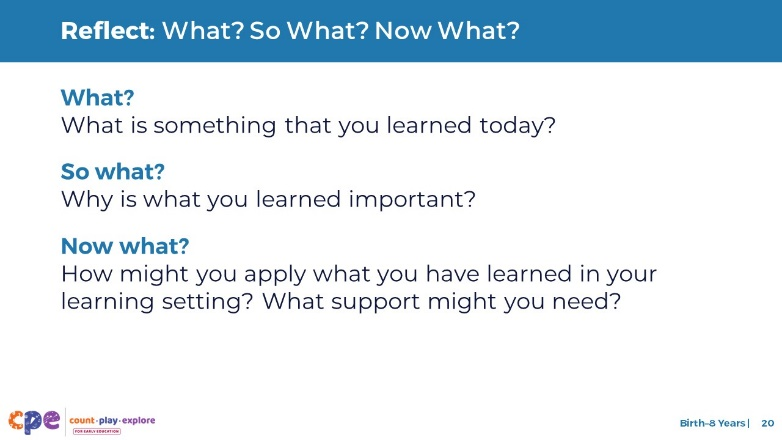 Reflect: What? So What? Now What?
What?
What is something that you learned today?
So what?
Why is what you learned important?
Now what?
How might you apply what you have learned in your
learning setting? What support might you need?
cpe
count·play·explore
FOR EARLY EDUCATION
Birth–8 Years | 20